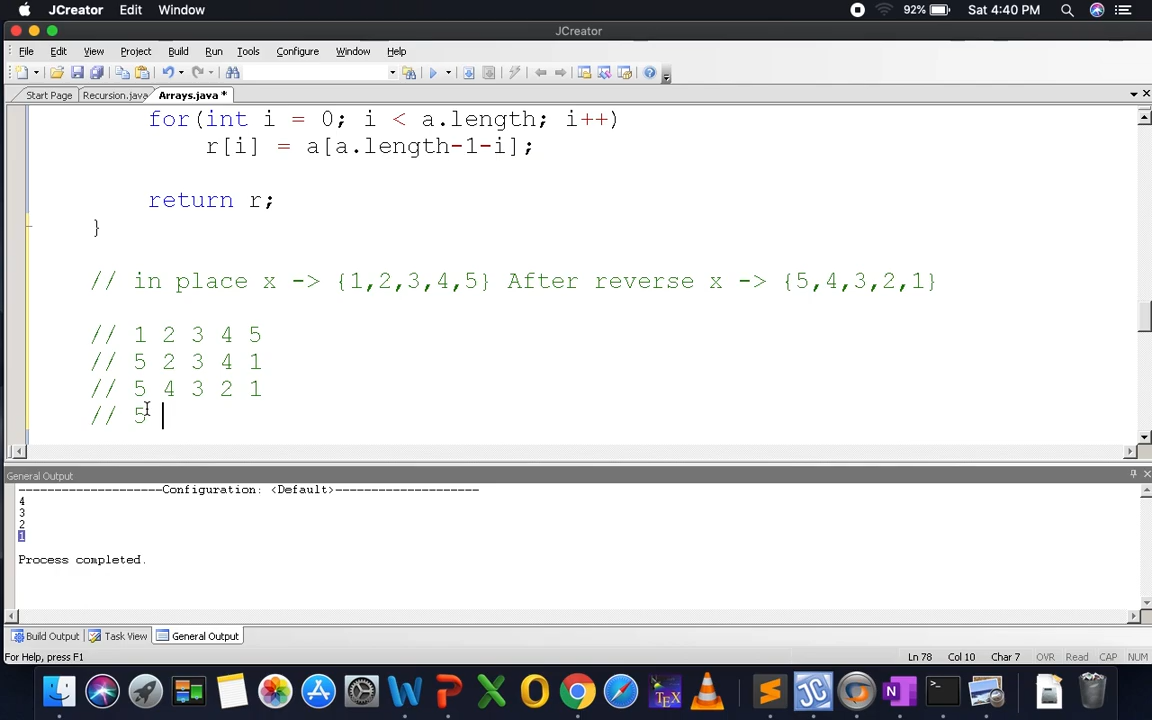 JCreator Edit Window 92% Sat 4:40 PM
JCreator
File Edit View Project Build Run Tools Configure Window Help
Start Page Recursion.java Arrays.java *
for(int i = 0; i < a.length; i++)
r[i] = a[a.length-1-i];
return r;
}
// in place x -> {1,2,3,4,5} After reverse x -> {5,4,3,2,1}
// 1 2 3 4 5
// 5 2 3 4 1
// 5 4 3 2 1
// 5
General Output
--------------------Configuration: <Default>--------------------
4
3
2
1
Process completed.
Build Output Task View General Output
For Help, press F1 Ln 78 Col 10 Char 7 OVR Read CAP NUM